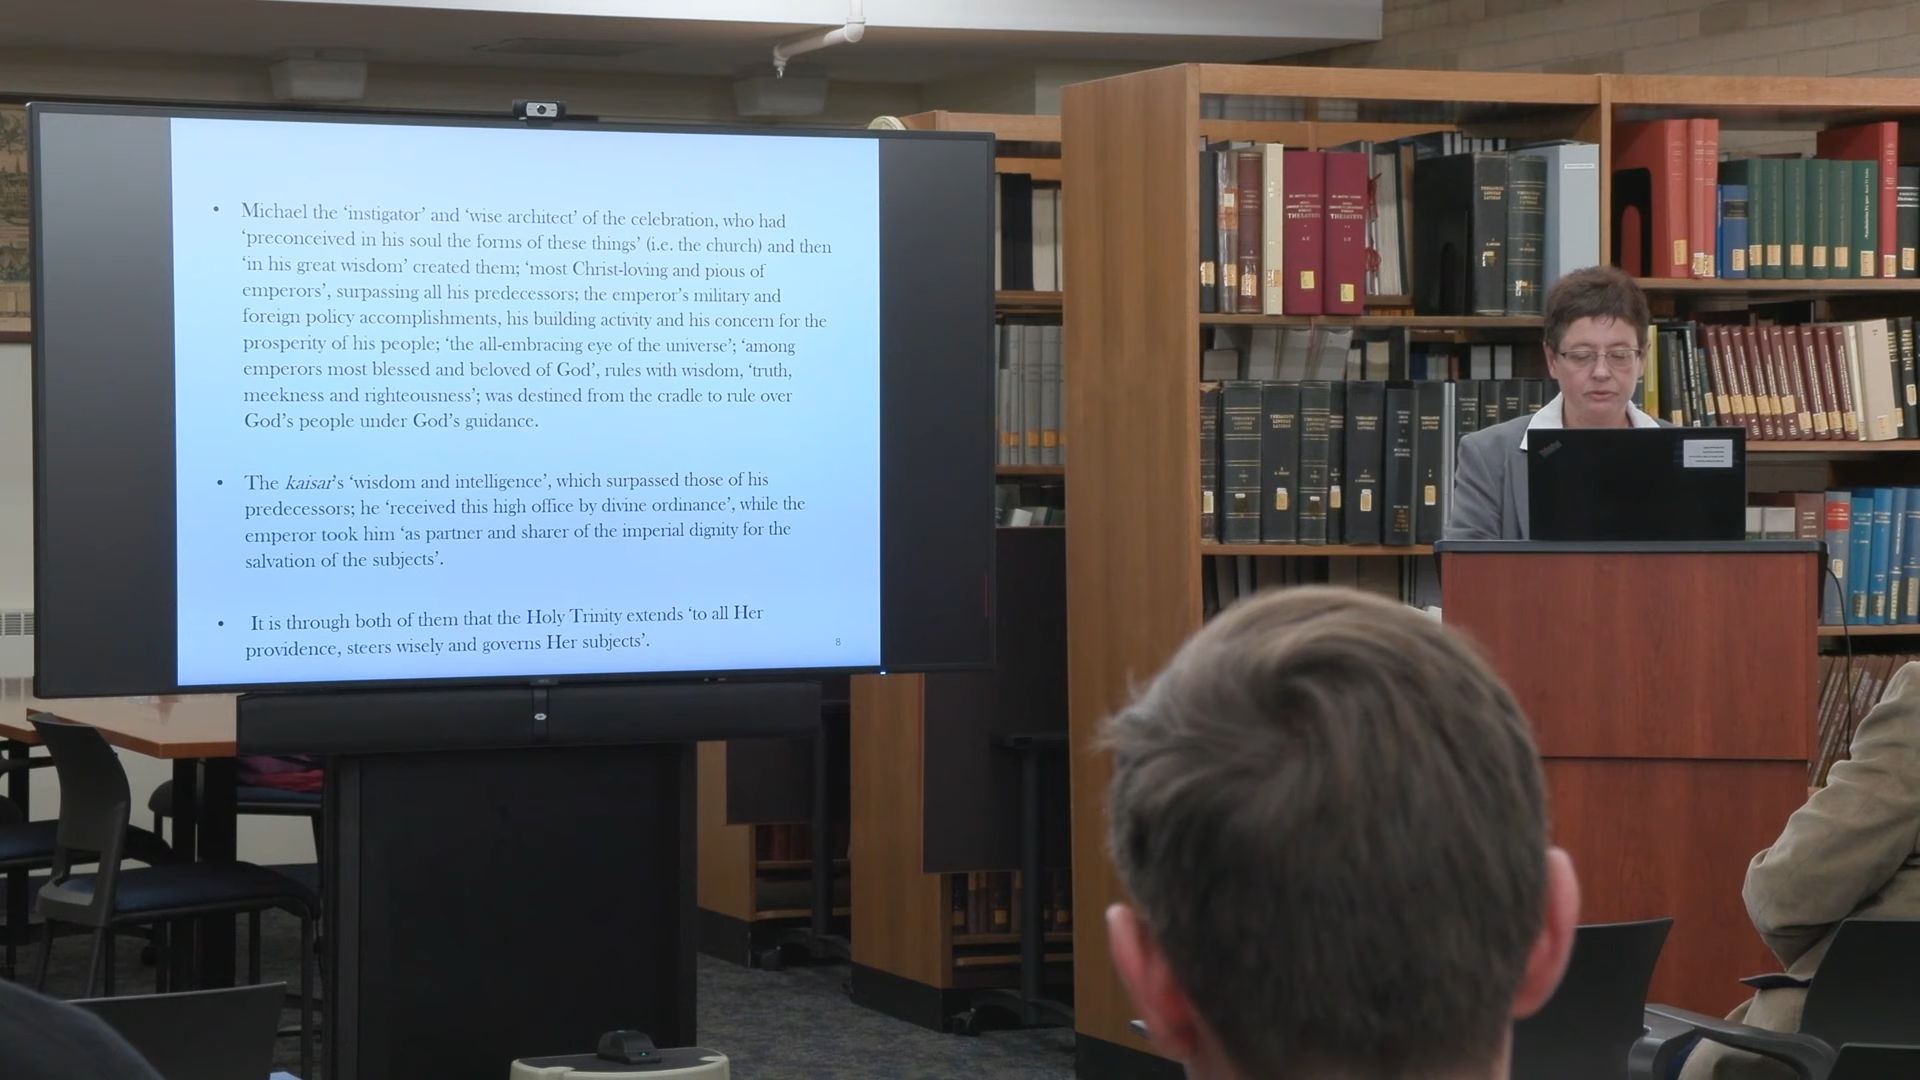 • Michael the ‘instigator’ and ‘wise architect’ of the celebration, who had
‘preconceived in his soul the forms of these things’ (i.e. the church) and then
‘in his great wisdom’ created them; ‘most Christ-loving and pious of
emperors’, surpassing all his predecessors; the emperor’s military and
foreign policy accomplishments, his building activity and his concern for the
prosperity of his people; ‘the all-embracing eye of the universe’; ‘among
emperors most blessed and beloved of God’, rules with wisdom, ‘truth,
meekness and righteousness’; was destined from the cradle to rule over
God’s people under God’s guidance.
• The kaisar’s ‘wisdom and intelligence’, which surpassed those of his
predecessors; he ‘received this high office by divine ordinance’, while the
emperor took him ‘as partner and sharer of the imperial dignity for the
salvation of the subjects’.
• It is through both of them that the Holy Trinity extends ‘to all Her
providence, steers wisely and governs Her subjects’.
8
THESAURUS
THESAURUS
ThinkPad